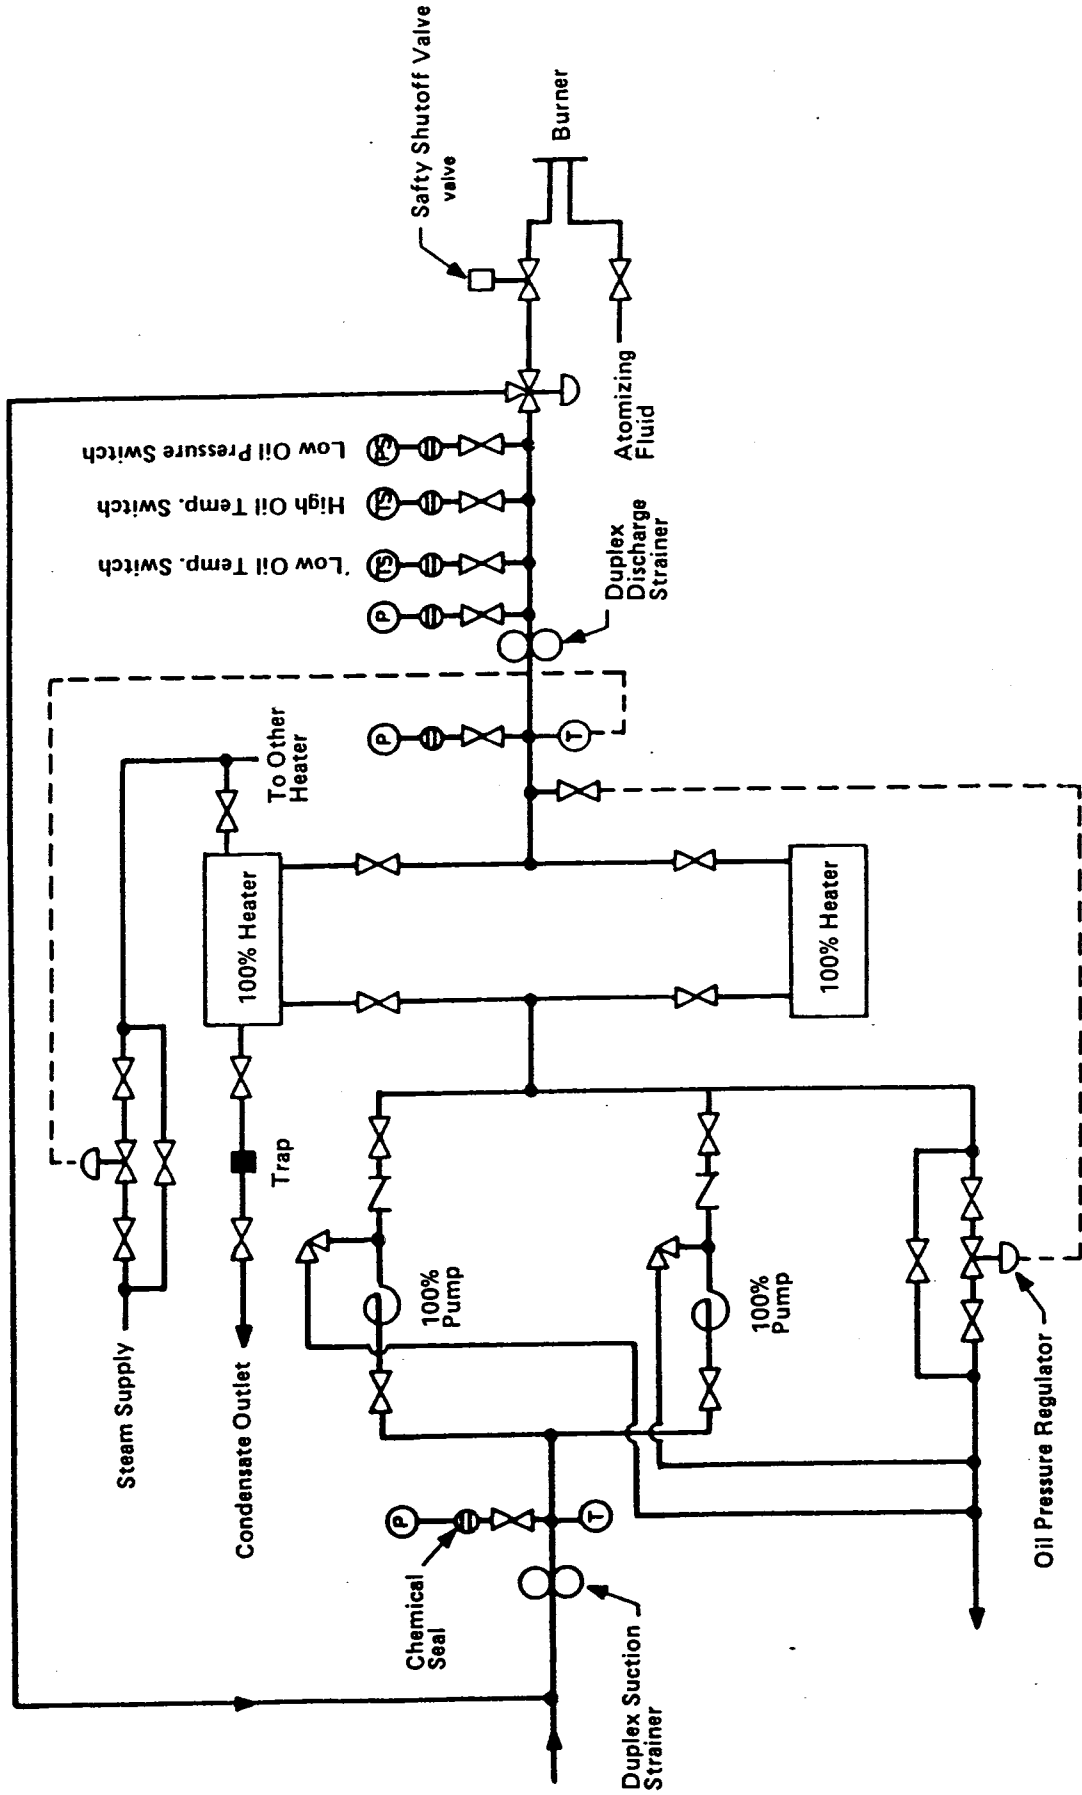 Steam Supply
Condensate Outlet
Trap
100% Heater
To Other
Heater
'Low Oil Temp. Switch
High Oil Temp. Switch
Low Oil Pressure Switch
P
P
TS
TS
PS
T
Safty Shutoff Valve
valve
Burner
Atomizing
Fluid
Duplex
Discharge
Strainer
100%
Pump
100%
Pump
100% Heater
P
T
Chemical
Seal
Duplex Suction
Strainer
Oil Pressure Regulator